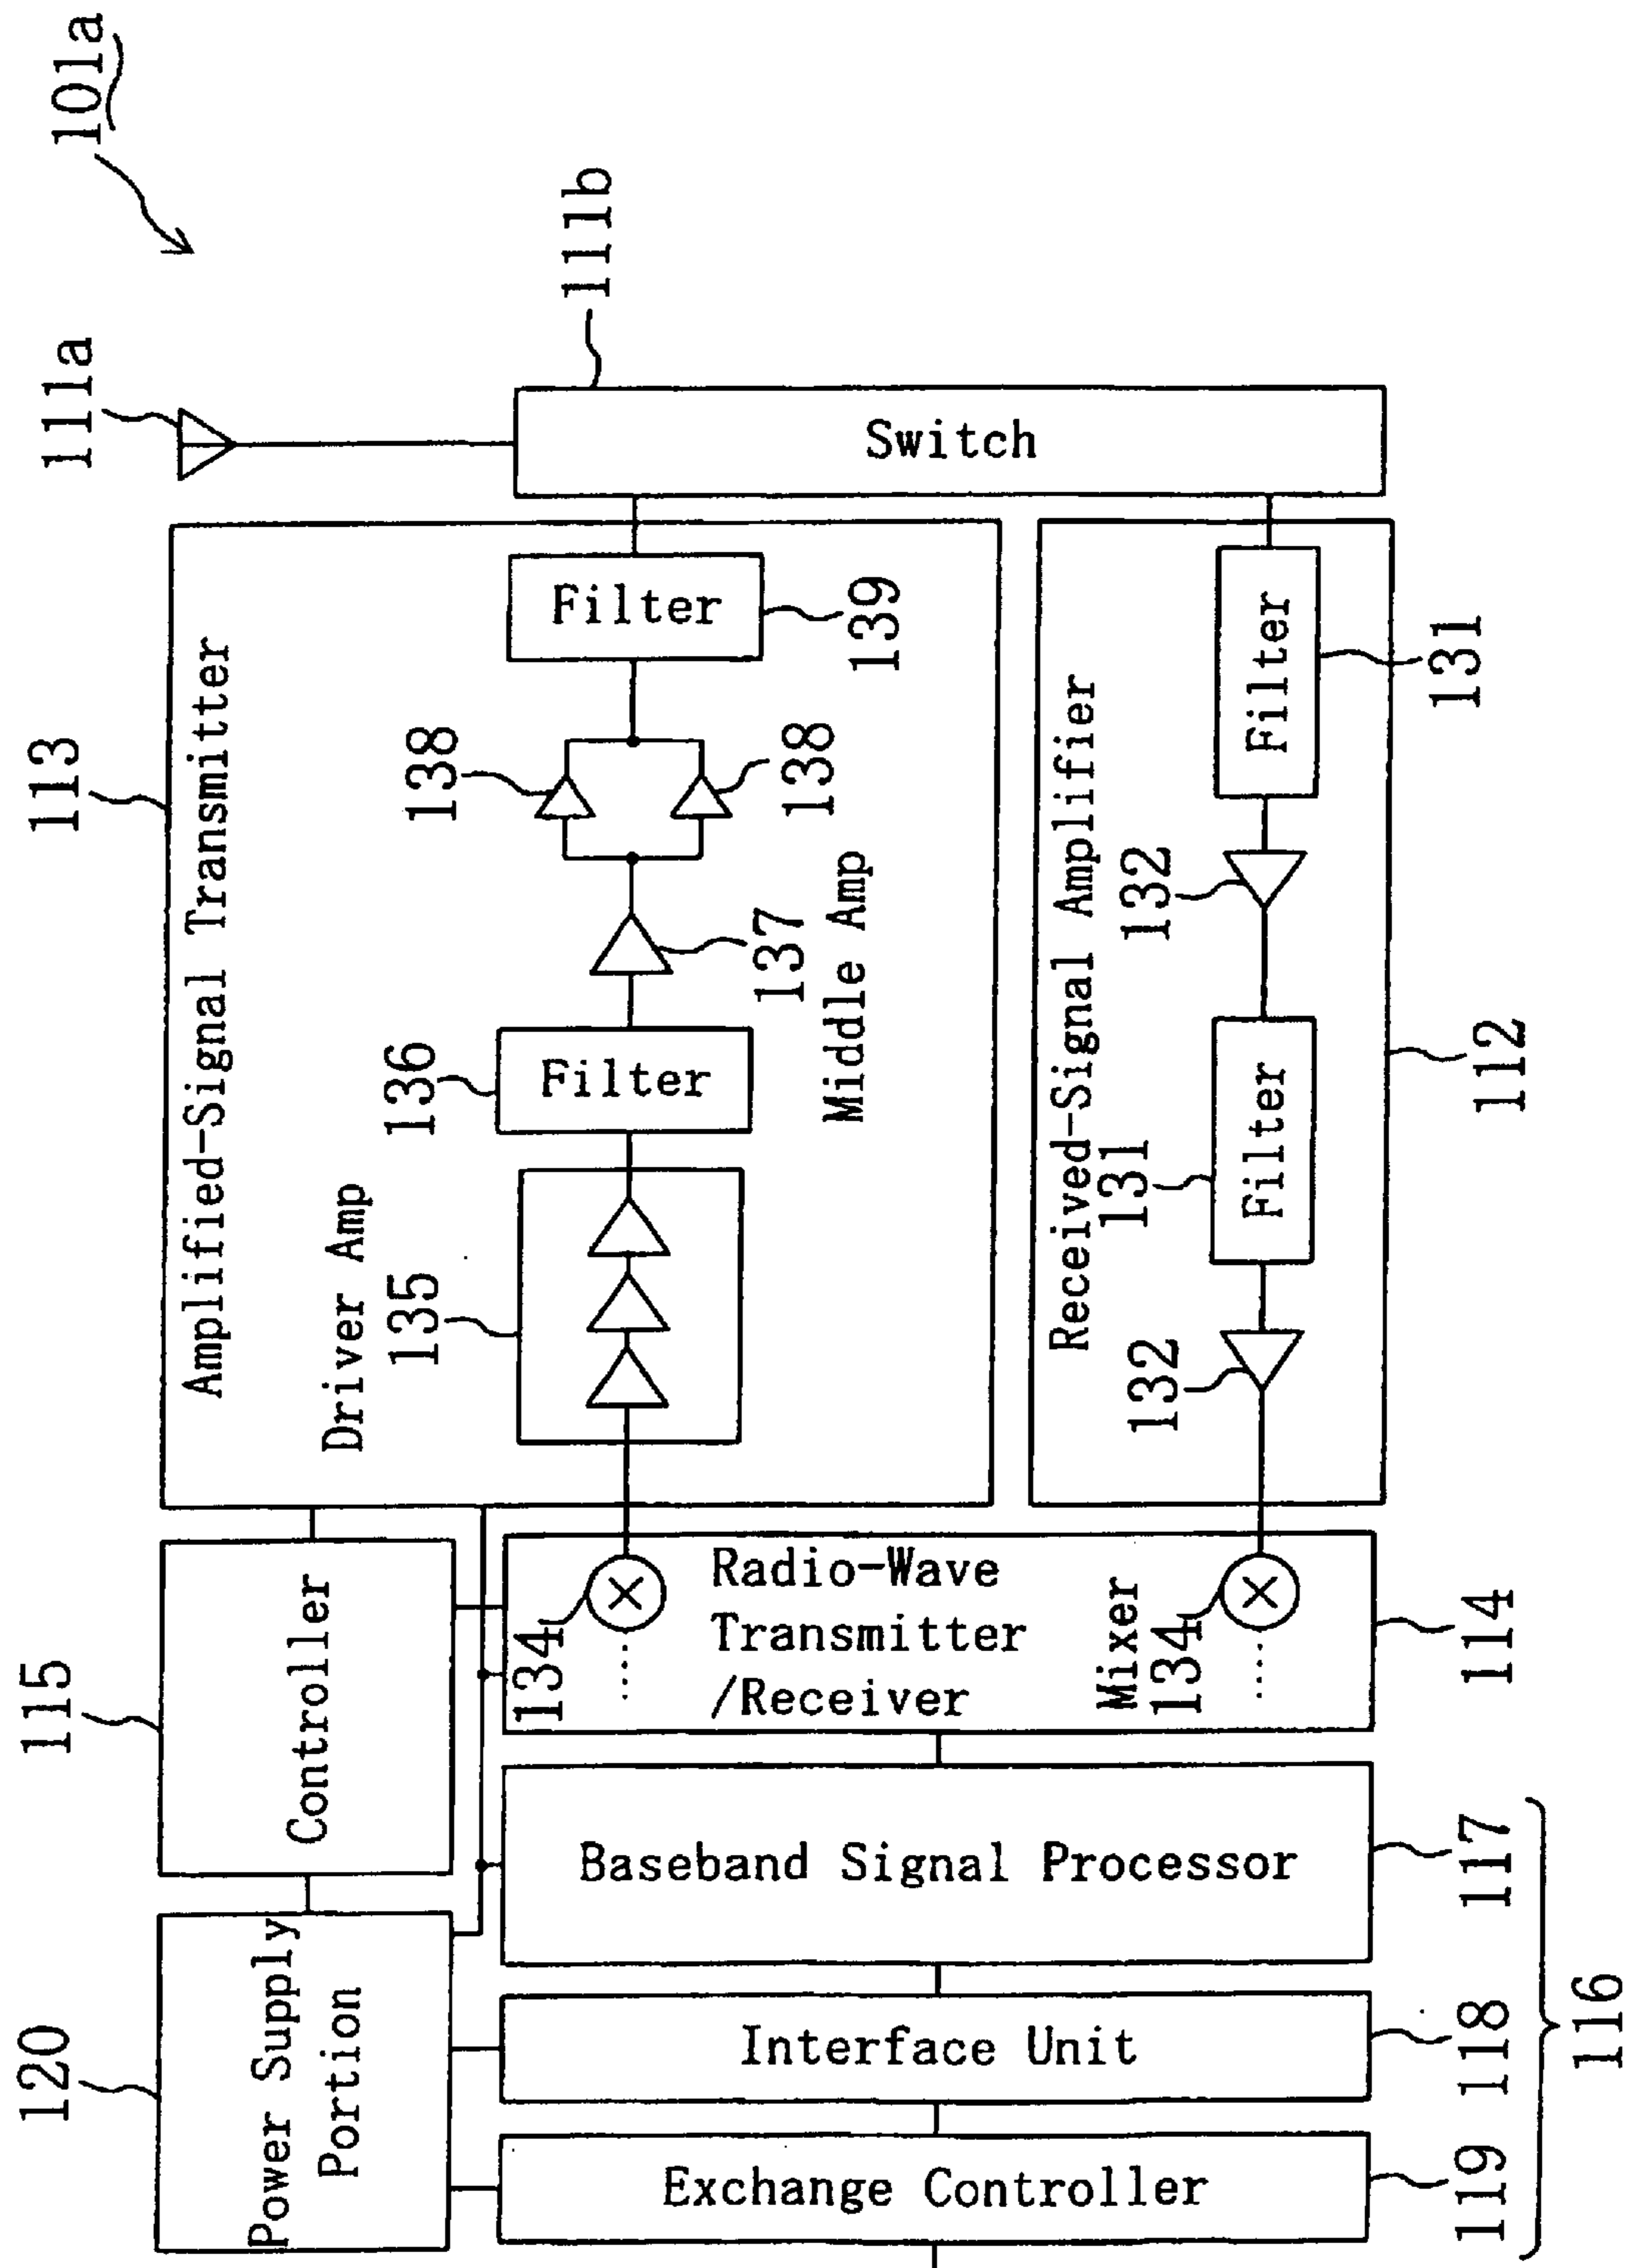 101a
111a
111b
Switch
113
Amplified-Signal Transmitter
Filter
139
138
138
137
Middle Amp
136
Filter
Driver Amp
135
Received-Signal Amplifier
Filter
131
132
112
131
Filter
132
115
Controller
134
Radio-Wave
Transmitter
/Receiver
Mixer
134
114
Baseband Signal Processor
117
120
Power Supply
Portion
Interface Unit
118
116
Exchange Controller
119